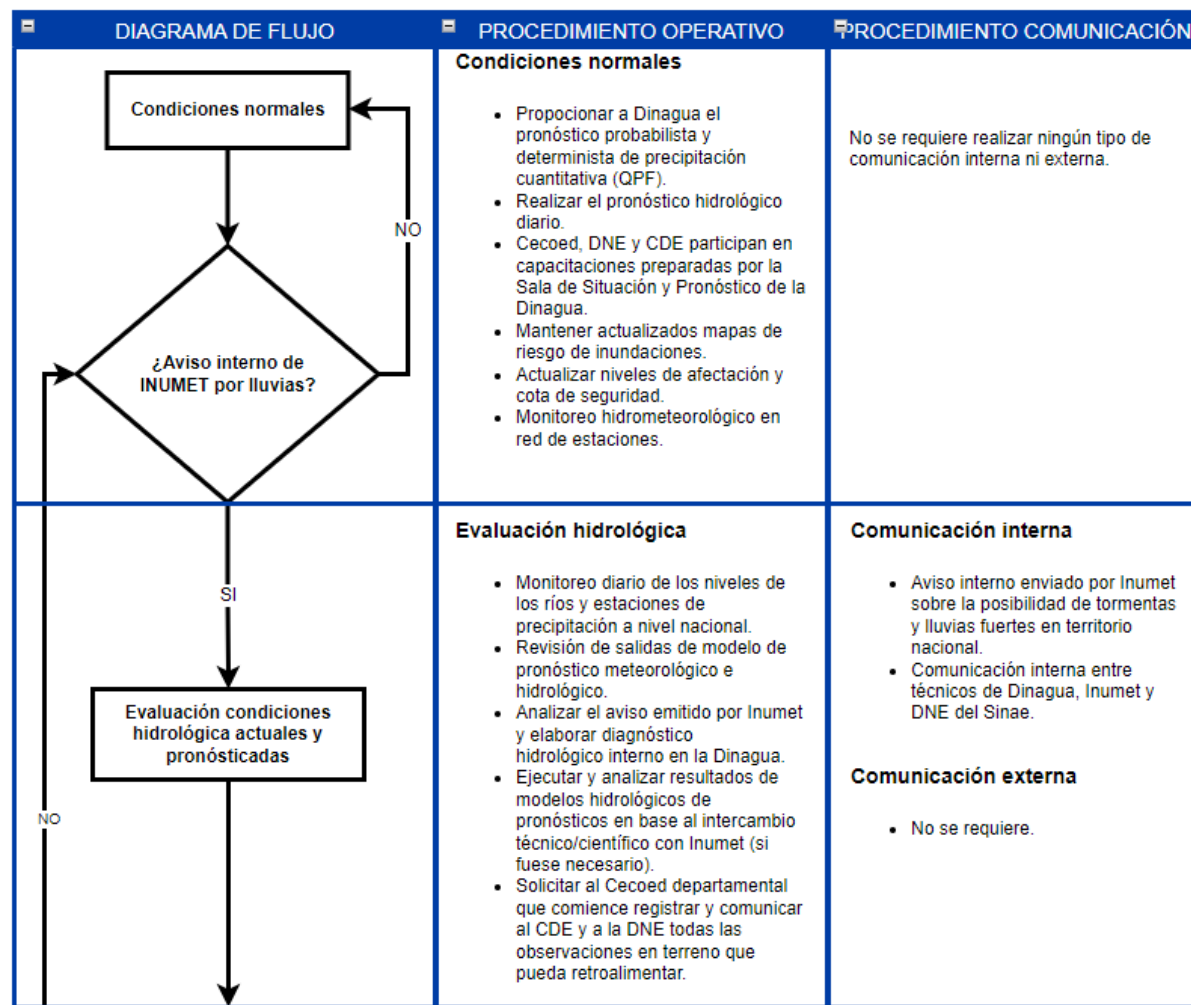 DIAGRAMA DE FLUJO
PROCEDIMIENTO OPERATIVO
PROCEDIMIENTO COMUNICACIÓN
Condiciones normales
NO
¿Aviso interno de
INUMET por lluvias?
Condiciones normales
• Propocionar a Dinagua el
pronóstico probabilista y
determinista de precipitación
cuantitativa (QPF).
• Realizar el pronóstico hidrológico
diario.
• Cecoed, DNE y CDE participan en
capacitaciones preparadas por la
Sala de Situación y Pronóstico de la
Dinagua.
• Mantener actualizados mapas de
riesgo de inundaciones.
• Actualizar niveles de afectación y
cota de seguridad.
• Monitoreo hidrometeorológico en
red de estaciones.
No se requiere realizar ningún tipo de
comunicación interna ni externa.
SI
Evaluación condiciones
hidrológica actuales y
pronósticadas
NO
Evaluación hidrológica
• Monitoreo diario de los niveles de
los ríos y estaciones de
precipitación a nivel nacional.
• Revisión de salidas de modelo de
pronóstico meteorológico e
hidrológico.
• Analizar el aviso emitido por Inumet
y elaborar diagnóstico
hidrológico interno en la Dinagua.
• Ejecutar y analizar resultados de
modelos hidrológicos de
pronósticos en base al intercambio
técnico/científico con Inumet (si
fuese necesario).
• Solicitar al Cecoed departamental
que comience registrar y comunicar
al CDE y a la DNE todas las
observaciones en terreno que
pueda retroalimentar.
Comunicación interna
• Aviso interno enviado por Inumet
sobre la posibilidad de tormentas
y lluvias fuertes en territorio
nacional.
• Comunicación interna entre
técnicos de Dinagua, Inumet y
DNE del Sinae.
Comunicación externa
• No se requiere.